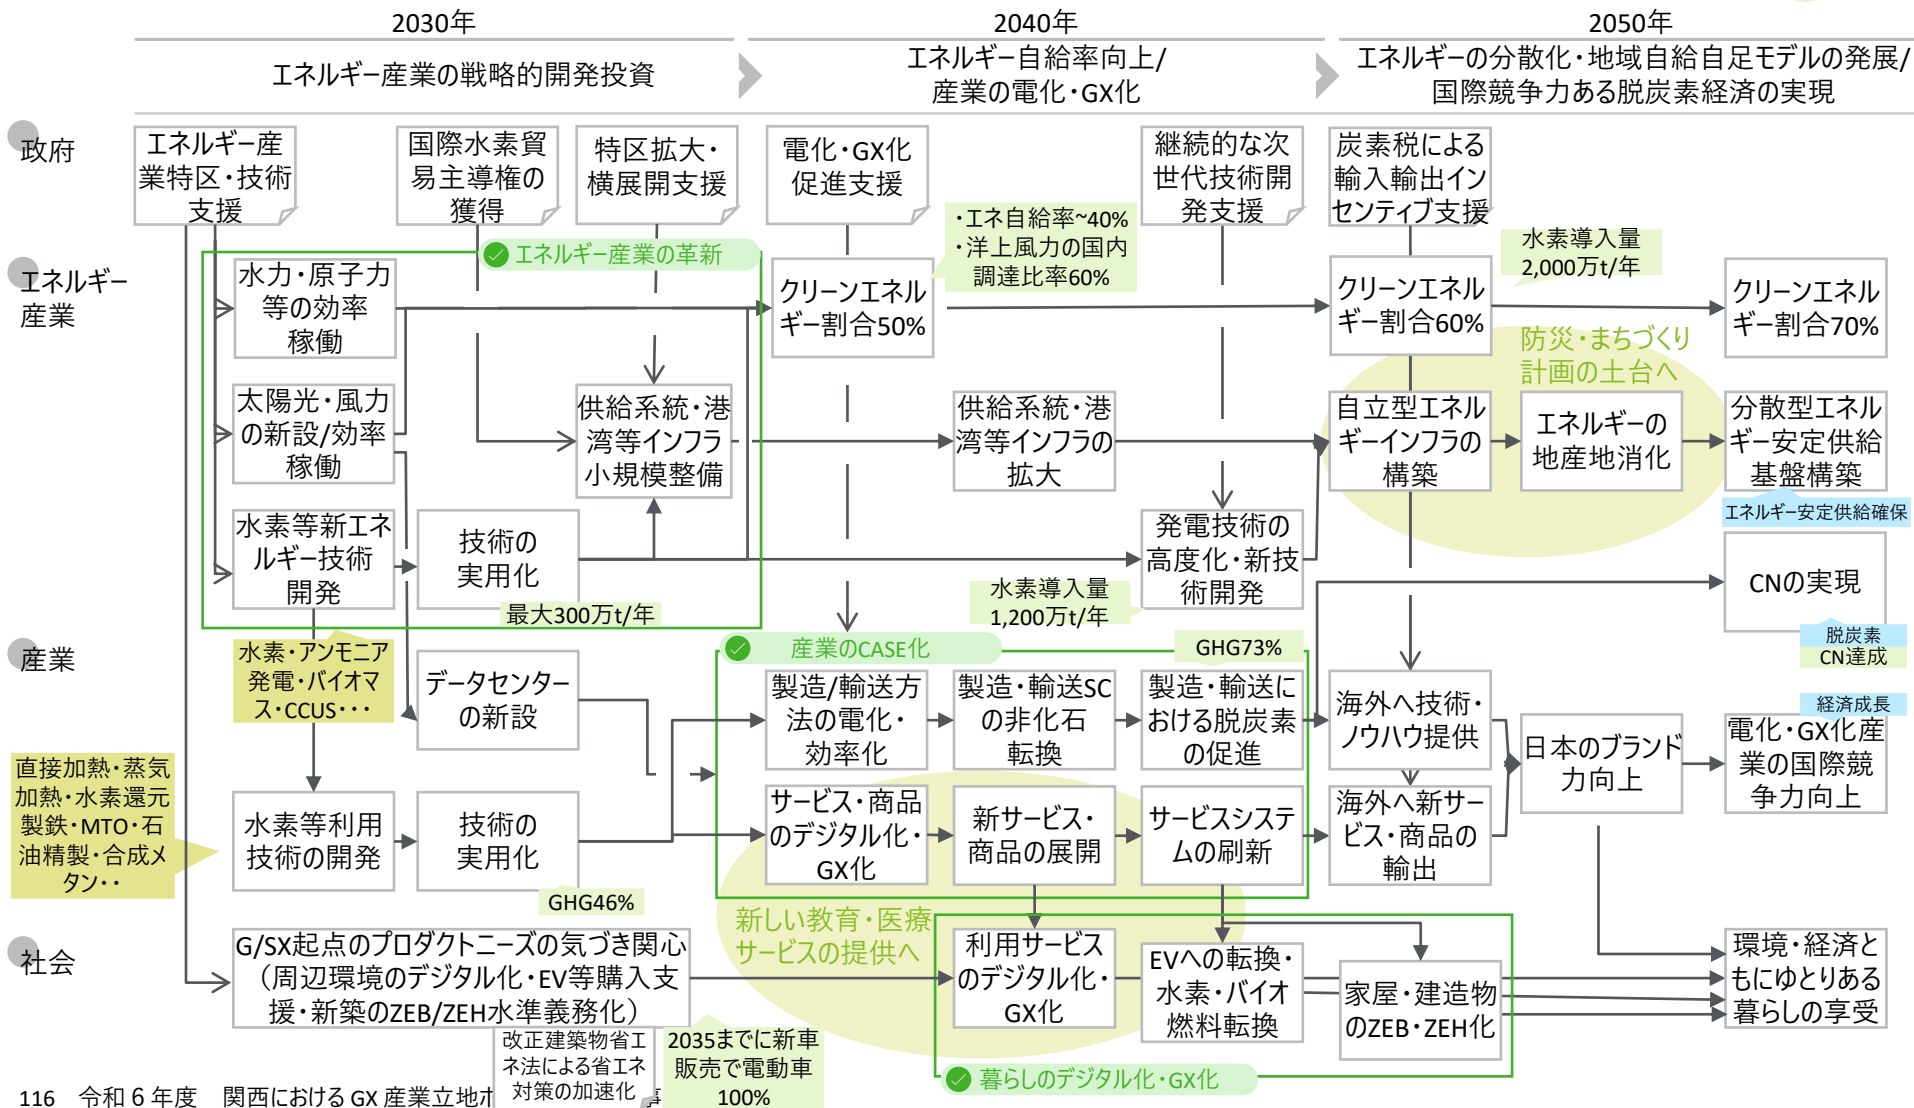 2030年
2040年
2050年
エネルギー産業の戦略的開発投資
エネルギー自給率向上/
産業の電化・GX化
エネルギーの分散化・地域自給自足モデルの発展/
国際競争力ある脱炭素経済の実現
政府
エネルギー産
業特区・技術
支援
国際水素貿
易主導権の
獲得
特区拡大・
横展開支援
電化・GX化
促進支援
継続的な次
世代技術開
発支援
炭素税による
輸入輸出イン
センティブ支援
・エネ自給率~40%
・洋上風力の国内
調達比率60%
水素導入量
2,000万t/年
エネルギー
産業
エネルギー産業の革新
水力・原子力
等の効率
稼働
クリーンエネル
ギー割合50%
クリーンエネル
ギー割合60%
クリーンエネル
ギー割合70%
防災・まちづくり
計画の土台へ
太陽光・風力
の新設/効率
稼働
供給系統・港
湾等インフラ
小規模整備
供給系統・港
湾等インフラの
拡大
自立型エネル
ギーインフラの
構築
エネルギーの
地産地消化
分散型エネル
ギー安定供給
基盤構築
エネルギー安定供給確保
水素等新エネ
ルギー技術
開発
技術の
実用化
最大300万t/年
発電技術の
高度化・新技
術開発
水素導入量
1,200万t/年
CNの実現
脱炭素
CN達成
産業
水素・アンモニア
発電・バイオマ
ス・CCUS・・・
データセンター
の新設
産業のCASE化
GHG73%
製造/輸送方
法の電化・
効率化
製造・輸送SC
の非化石
転換
製造・輸送に
おける脱炭素
の促進
海外へ技術・
ノウハウ提供
日本のブランド
力向上
経済成長
電化・GX化産
業の国際競
争力向上
直接加熱・蒸気
加熱・水素還元
製鉄・MTO・石
油精製・合成メ
タン・・
水素等利用
技術の開発
技術の
実用化
GHG46%
サービス・商品
のデジタル化・
GX化
新サービス・
商品の展開
サービスシステ
ムの刷新
海外へ新サー
ビス・商品の
輸出
新しい教育・医療
サービスの提供へ
社会
G/SX起点のプロダクトニーズの気づき関心
（周辺環境のデジタル化・EV等購入支
援・新築のZEB/ZEH水準義務化）
利用サービス
のデジタル化・
GX化
EVへの転換・
水素・バイオ
燃料転換
家屋・建造物
のZEB・ZEH化
環境・経済と
もにゆとりある
暮らしの享受
改正建築物省エ
ネ法による省エネ
対策の加速化
2035までに新車
販売で電動車
100%
暮らしのデジタル化・GX化
116 令和６年度 関西における GX 産業立地ポ